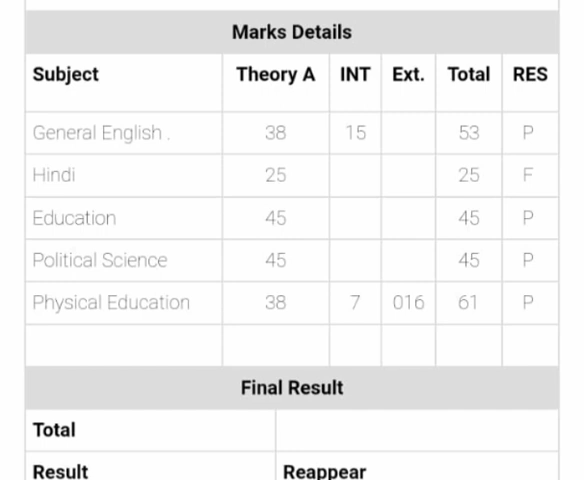 Marks Details
Subject Theory A INT Ext. Total RES
General English . 38 15 53 P
Hindi 25 25 F
Education 45 45 P
Political Science 45 45 P
Physical Education 38 7 016 61 P
Final Result
Total
Result Reappear